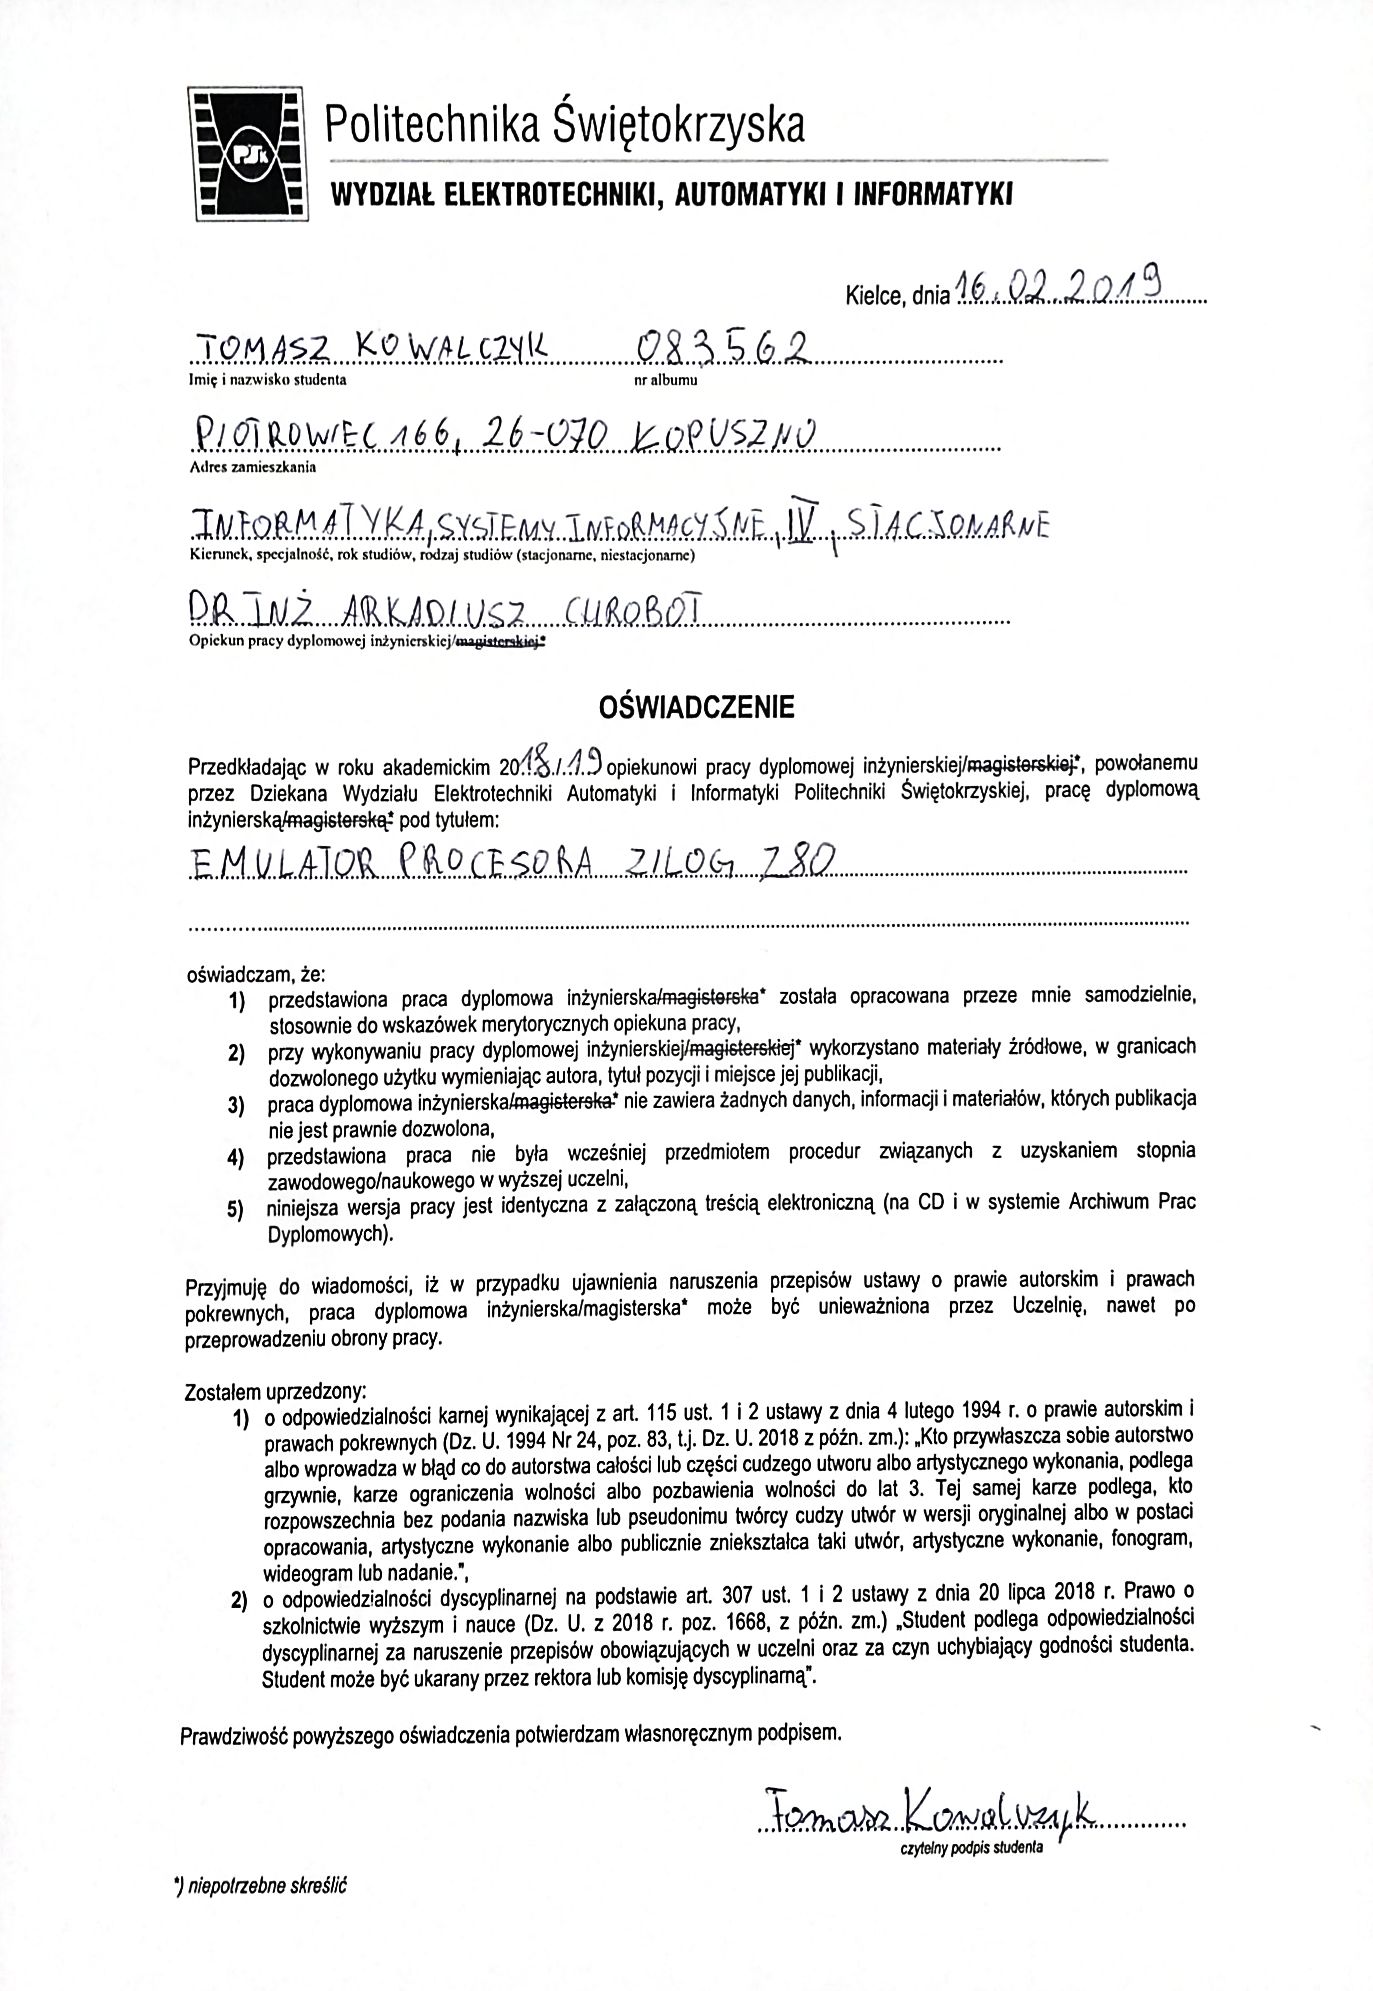 PŚk
Politechnika Świętokrzyska
WYDZIAŁ ELEKTROTECHNIKI, AUTOMATYKI I INFORMATYKI
Kielce, dnia 16.02.2019
TOMASZ KOWALCZYK 083562
Imię i nazwisko studenta nr albumu
PIOTROWIEC 166, 26-070 ŁOPUSZNO
Adres zamieszkania
INFORMATYKA, SYSTEMY INFORMACYJNE, IV, STACJONARNE
Kierunek, specjalność, rok studiów, rodzaj studiów (stacjonarne, niestacjonarne)
DR INŻ ARKADIUSZ CHROBOT
Opiekun pracy dyplomowej inżynierskiej/magisterskiej*
OŚWIADCZENIE
Przedkładając w roku akademickim 2018/19 opiekunowi pracy dyplomowej inżynierskiej/magisterskiej*, powołanemu
przez Dziekana Wydziału Elektrotechniki Automatyki i Informatyki Politechniki Świętokrzyskiej, pracę dyplomową
inżynierską/magisterską* pod tytułem:
EMULATOR PROCESORA ZILOG Z80
oświadczam, że:
1) przedstawiona praca dyplomowa inżynierska/magisterska* została opracowana przeze mnie samodzielnie,
stosownie do wskazówek merytorycznych opiekuna pracy,
2) przy wykonywaniu pracy dyplomowej inżynierskiej/magisterskiej* wykorzystano materiały źródłowe, w granicach
dozwolonego użytku wymieniając autora, tytuł pozycji i miejsce jej publikacji,
3) praca dyplomowa inżynierska/magisterska* nie zawiera żadnych danych, informacji i materiałów, których publikacja
nie jest prawnie dozwolona,
4) przedstawiona praca nie była wcześniej przedmiotem procedur związanych z uzyskaniem stopnia
zawodowego/naukowego w wyższej uczelni,
5) niniejsza wersja pracy jest identyczna z załączoną treścią elektroniczną (na CD i w systemie Archiwum Prac
Dyplomowych).
Przyjmuję do wiadomości, iż w przypadku ujawnienia naruszenia przepisów ustawy o prawie autorskim i prawach
pokrewnych, praca dyplomowa inżynierska/magisterska* może być unieważniona przez Uczelnię, nawet po
przeprowadzeniu obrony pracy.
Zostałem uprzedzony:
1) o odpowiedzialności karnej wynikającej z art. 115 ust. 1 i 2 ustawy z dnia 4 lutego 1994 r. o prawie autorskim i
prawach pokrewnych (Dz. U. 1994 Nr 24, poz. 83, t.j. Dz. U. 2018 z późn. zm.): „Kto przywłaszcza sobie autorstwo
albo wprowadza w błąd co do autorstwa całości lub części cudzego utworu albo artystycznego wykonania, podlega
grzywnie, karze ograniczenia wolności albo pozbawienia wolności do lat 3. Tej samej karze podlega, kto
rozpowszechnia bez podania nazwiska lub pseudonimu twórcy cudzy utwór w wersji oryginalnej albo w postaci
opracowania, artystyczne wykonanie albo publicznie zniekształca taki utwór, artystyczne wykonanie, fonogram,
wideogram lub nadanie.",
2) o odpowiedzialności dyscyplinarnej na podstawie art. 307 ust. 1 i 2 ustawy z dnia 20 lipca 2018 r. Prawo o
szkolnictwie wyższym i nauce (Dz. U. z 2018 r. poz. 1668, z późn. zm.) „Student podlega odpowiedzialności
dyscyplinarnej za naruszenie przepisów obowiązujących w uczelni oraz za czyn uchybiający godności studenta.
Student może być ukarany przez rektora lub komisję dyscyplinarną".
Prawdziwość powyższego oświadczenia potwierdzam własnoręcznym podpisem.
Tomasz Kowalczyk
czytelny podpis studenta
*) niepotrzebne skreślić